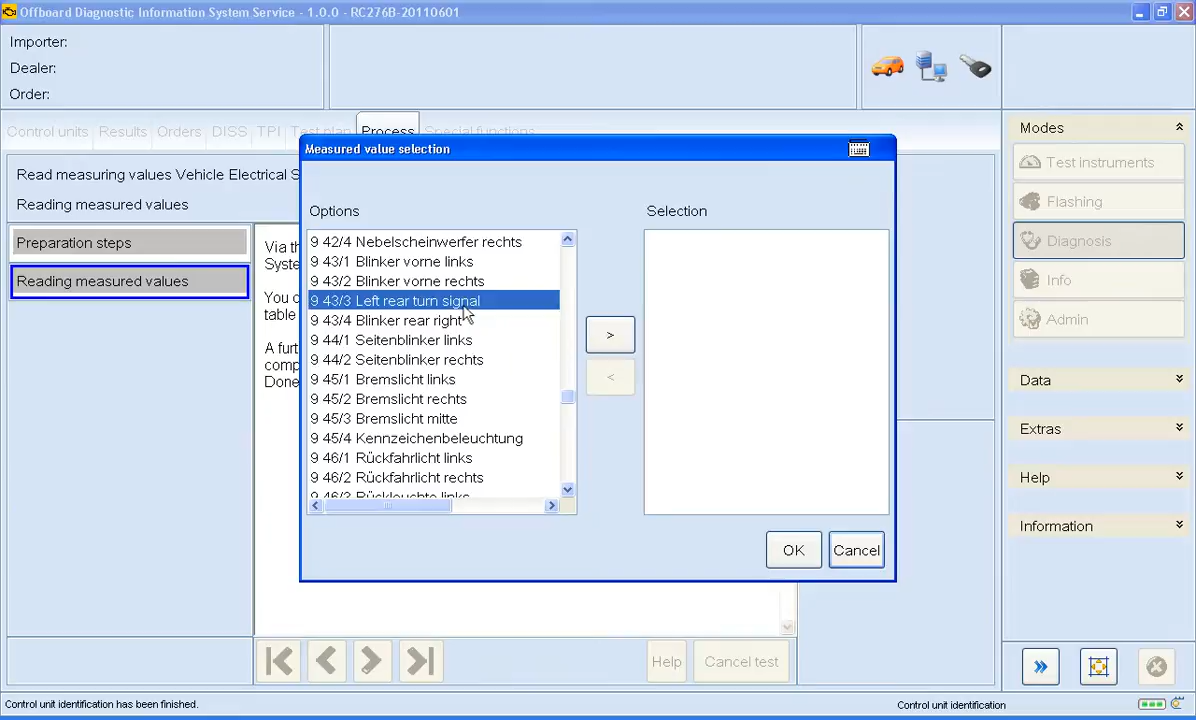 Offboard Diagnostic Information System Service - 1.0.0 - RC276B-20110601
Importer:
Dealer:
Order:
Control units
Results
Orders
DISS
TPI
Test plan
Process
Special functions
Read measuring values Vehicle Electrical S
Reading measured values
Preparation steps
Reading measured values
Via th
Syste
You c
table
A furt
comp
Done
Measured value selection
Options
9 42/4 Nebelscheinwerfer rechts
9 43/1 Blinker vorne links
9 43/2 Blinker vorne rechts
9 43/3 Left rear turn signal
9 43/4 Blinker rear right
9 44/1 Seitenblinker links
9 44/2 Seitenblinker rechts
9 45/1 Bremslicht links
9 45/2 Bremslicht rechts
9 45/3 Bremslicht mitte
9 45/4 Kennzeichenbeleuchtung
9 46/1 Rückfahrlicht links
9 46/2 Rückfahrlicht rechts
9 46/3 Rückleuchte links
>
<
Selection
OK
Cancel
Help
Cancel test
Modes
Test instruments
Flashing
Diagnosis
Info
Admin
Data
Extras
Help
Information
Control unit identification has been finished.
Control unit identification